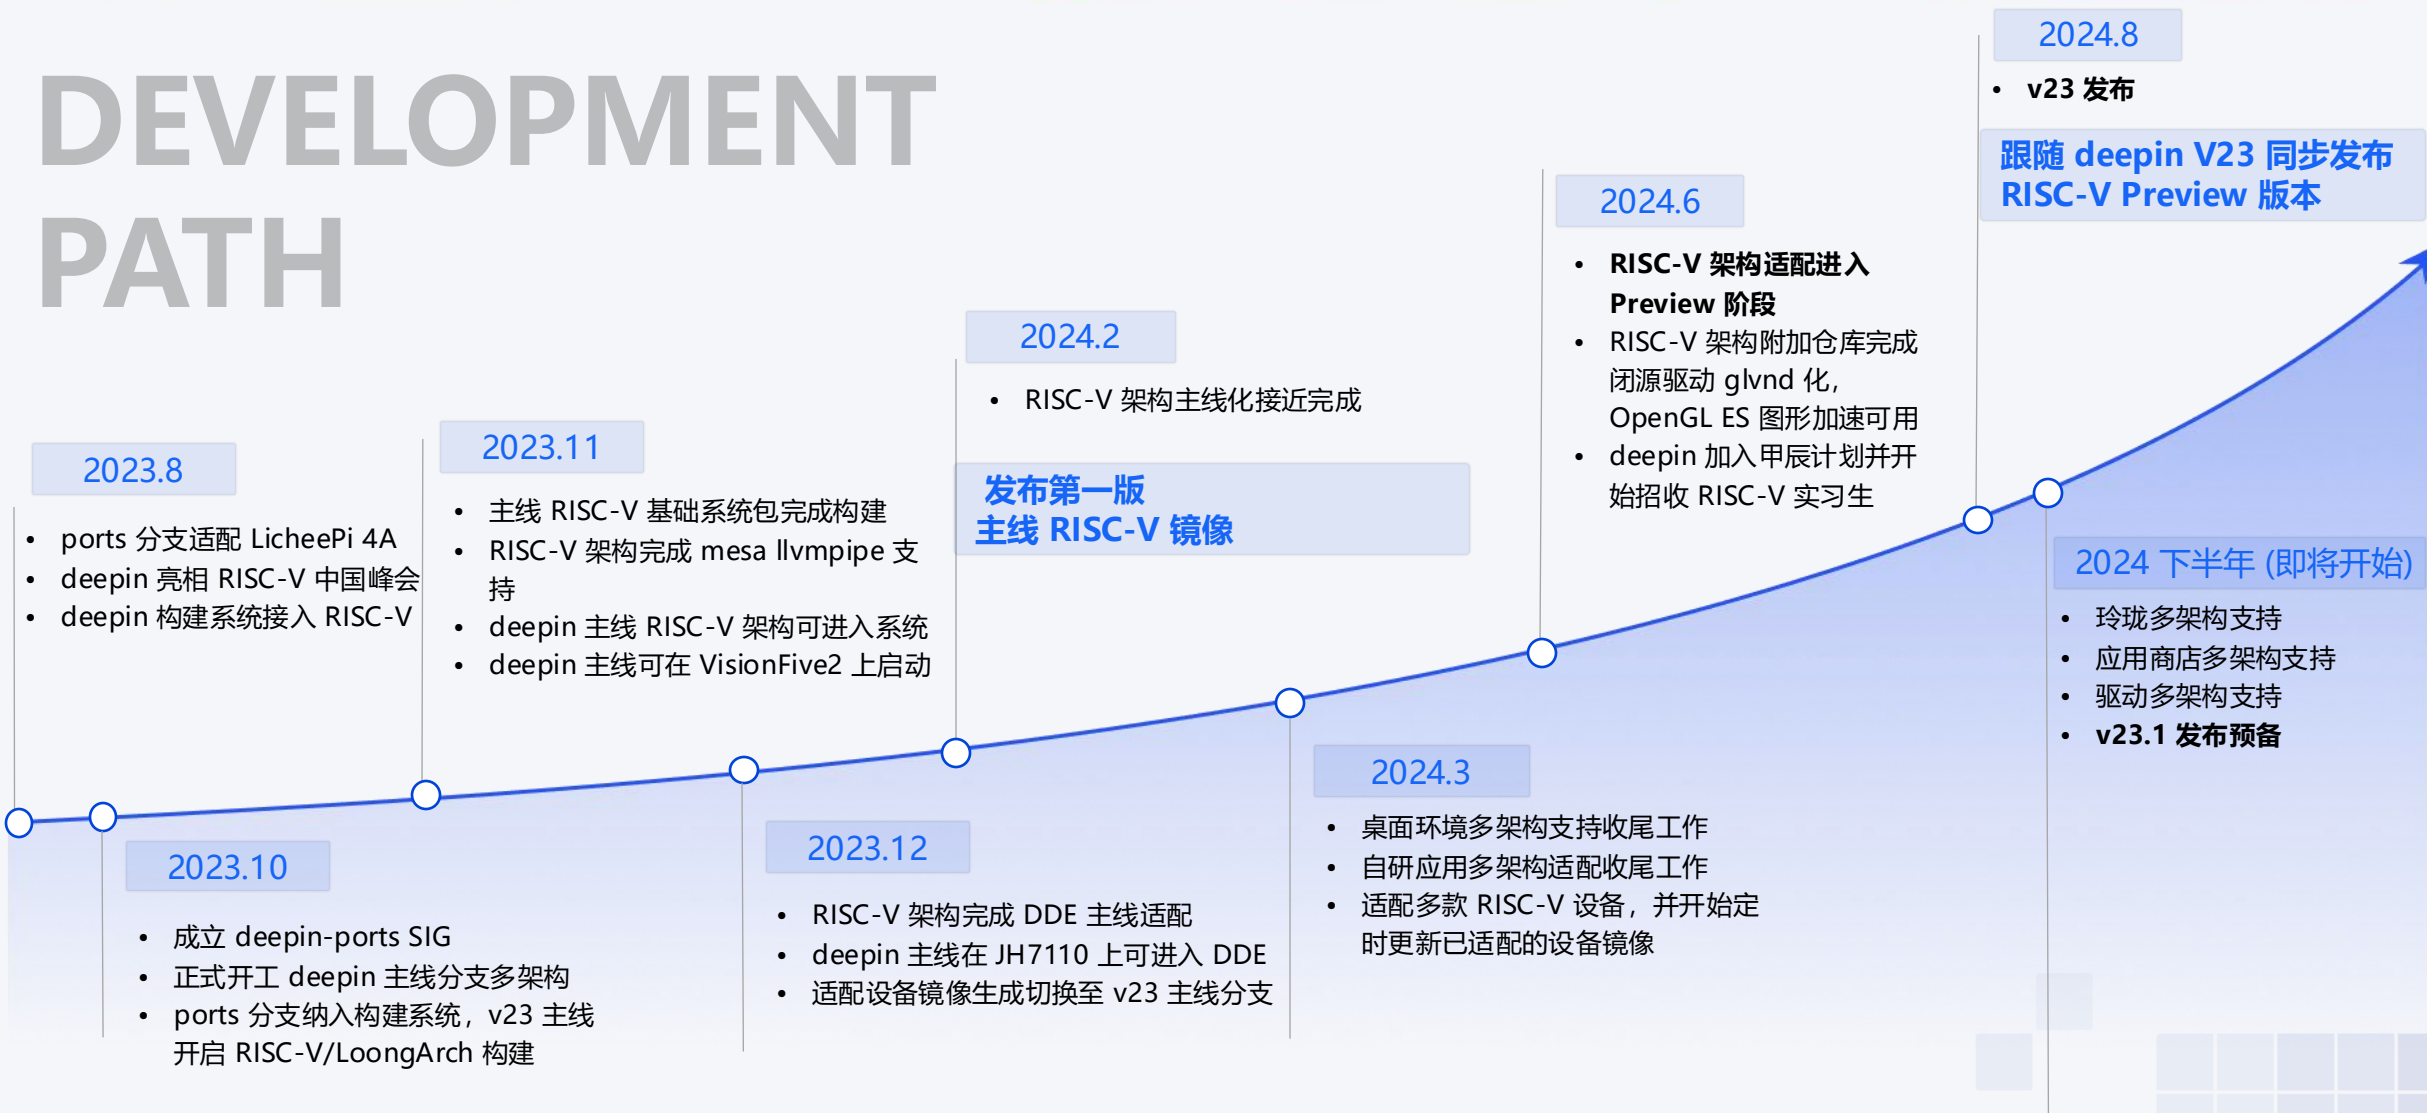 DEVELOPMENT
PATH
2023.8
• ports 分支适配 LicheePi 4A
• deepin 亮相 RISC-V 中国峰会
• deepin 构建系统接入 RISC-V
2023.10
• 成立 deepin-ports SIG
• 正式开工 deepin 主线分支多架构
• ports 分支纳入构建系统，v23 主线
开启 RISC-V/LoongArch 构建
2023.11
• 主线 RISC-V 基础系统包完成构建
• RISC-V 架构完成 mesa llvmpipe 支
持
• deepin 主线 RISC-V 架构可进入系统
• deepin 主线可在 VisionFive2 上启动
2023.12
• RISC-V 架构完成 DDE 主线适配
• deepin 主线在 JH7110 上可进入 DDE
• 适配设备镜像生成切换至 v23 主线分支
2024.2
• RISC-V 架构主线化接近完成
发布第一版
主线 RISC-V 镜像
2024.3
• 桌面环境多架构支持收尾工作
• 自研应用多架构适配收尾工作
• 适配多款 RISC-V 设备，并开始定
时更新已适配的设备镜像
2024.6
• RISC-V 架构适配进入
Preview 阶段
• RISC-V 架构附加仓库完成
闭源驱动 glvnd 化，
OpenGL ES 图形加速可用
• deepin 加入甲辰计划并开
始招收 RISC-V 实习生
2024.8
• v23 发布
跟随 deepin V23 同步发布
RISC-V Preview 版本
2024 下半年 (即将开始)
• 玲珑多架构支持
• 应用商店多架构支持
• 驱动多架构支持
• v23.1 发布预备